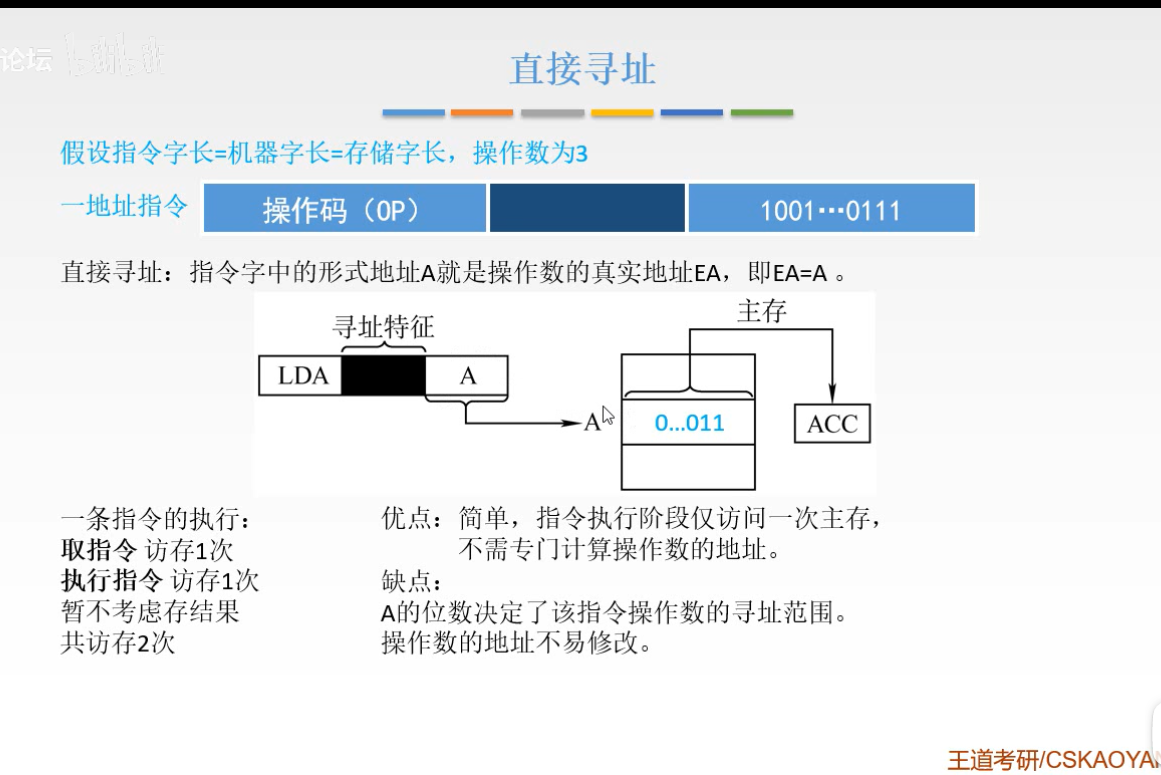 论坛
直接寻址
假设指令字长=机器字长=存储字长，操作数为3
一地址指令 操作码（OP） 1001…0111
直接寻址：指令字中的形式地址A就是操作数的真实地址EA，即EA=A 。
主存
寻址特征
LDA A
A 0…011 ACC
一条指令的执行：
取指令 访存1次
执行指令 访存1次
暂不考虑存结果
共访存2次
优点：简单，指令执行阶段仅访问一次主存，
不需专门计算操作数的地址。
缺点：
A的位数决定了该指令操作数的寻址范围。
操作数的地址不易修改。
王道考研/CSKAOYAN